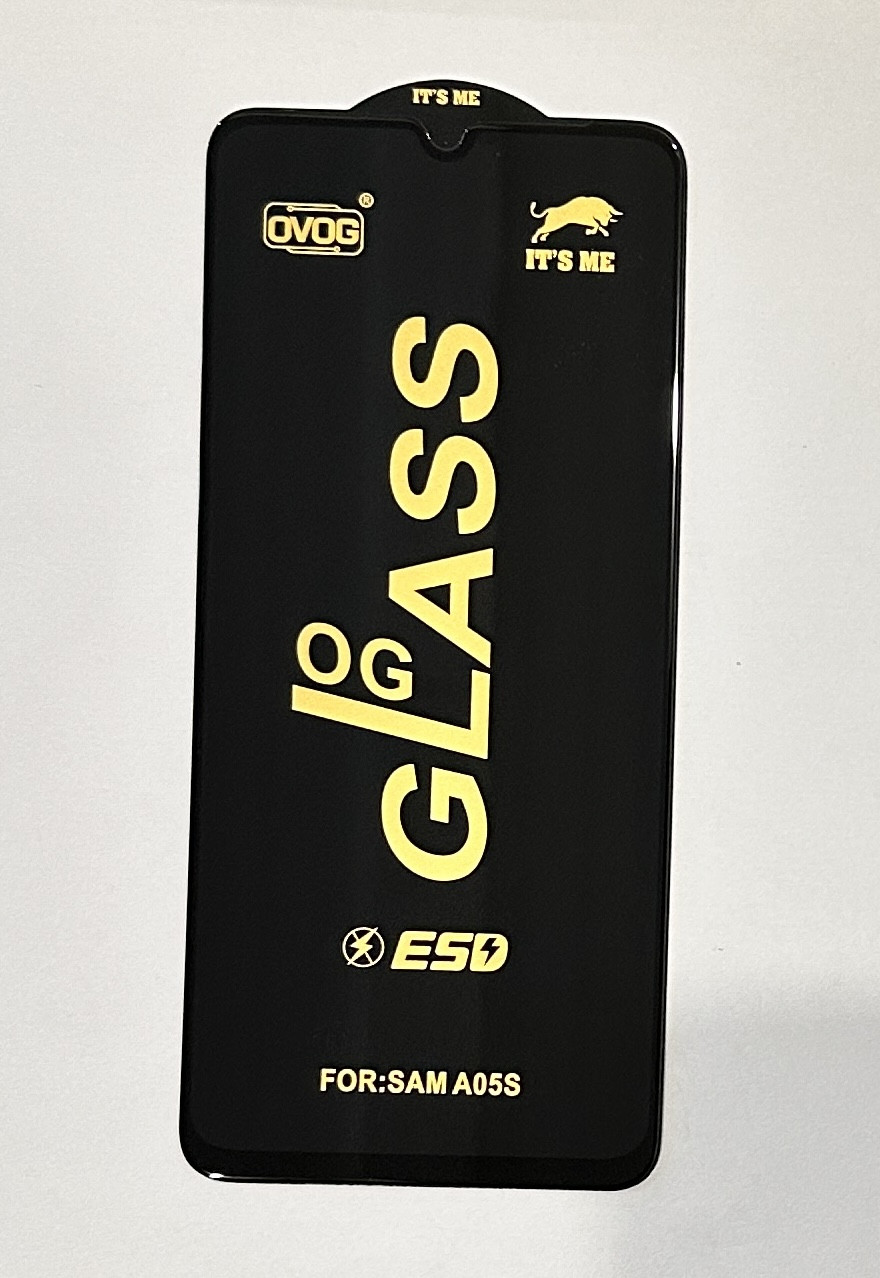 IT'S ME
OVOG®
IT'S ME
OG
GLASS
ESD
FOR:SAM A05S